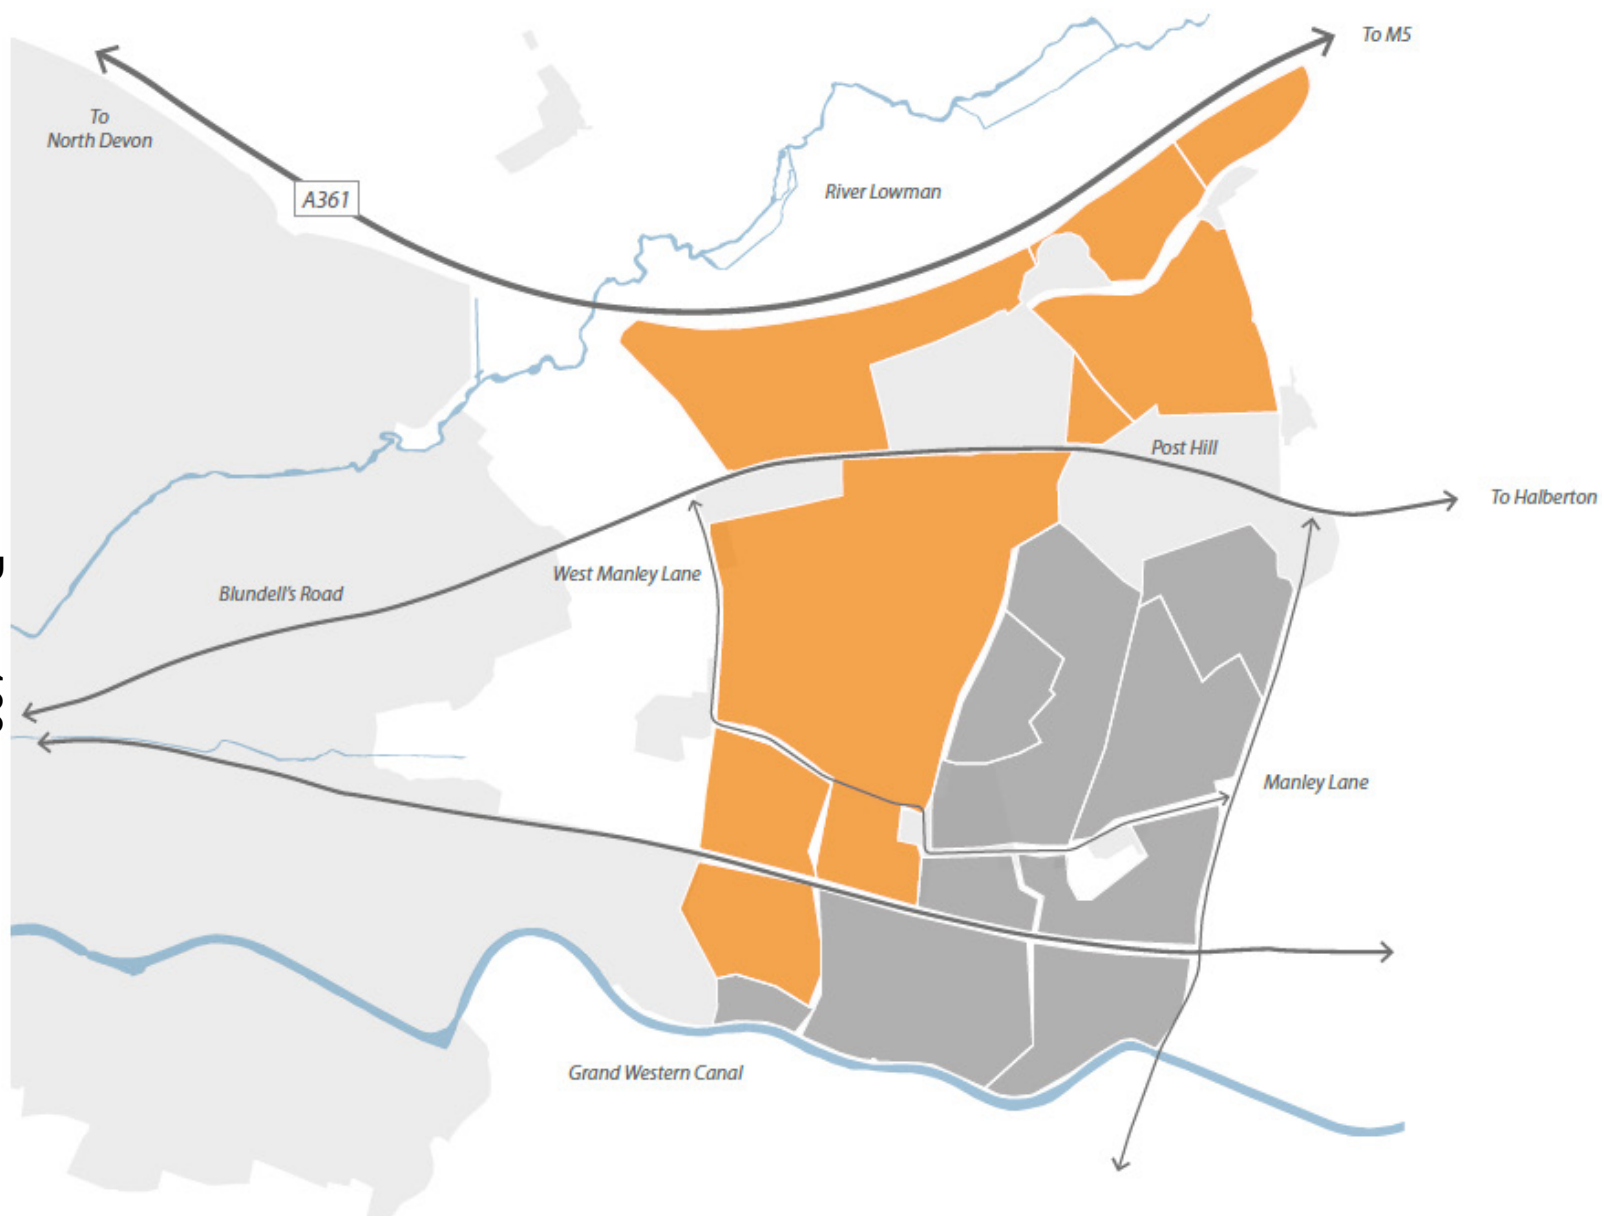 To M5
To
North Devon
A361
River Lowman
Post Hill
To Halberton
West Manley Lane
Blundell's Road
Manley Lane
Grand Western Canal